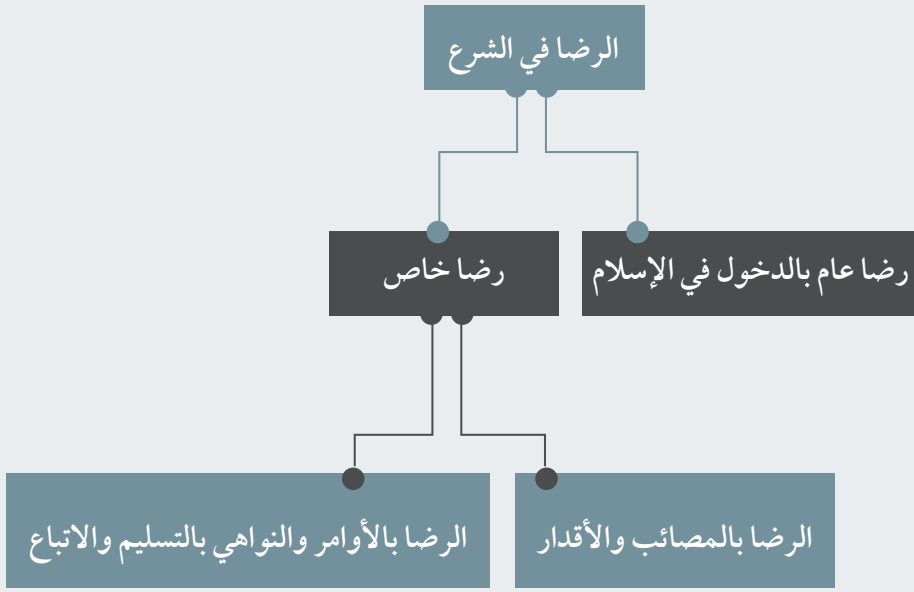 الرضا في الشرع
رضا عام بالدخول في الإسلام
رضا خاص
الرضا بالمصائب والأقدار
الرضا بالأوامر والنواهي بالتسليم والاتباع